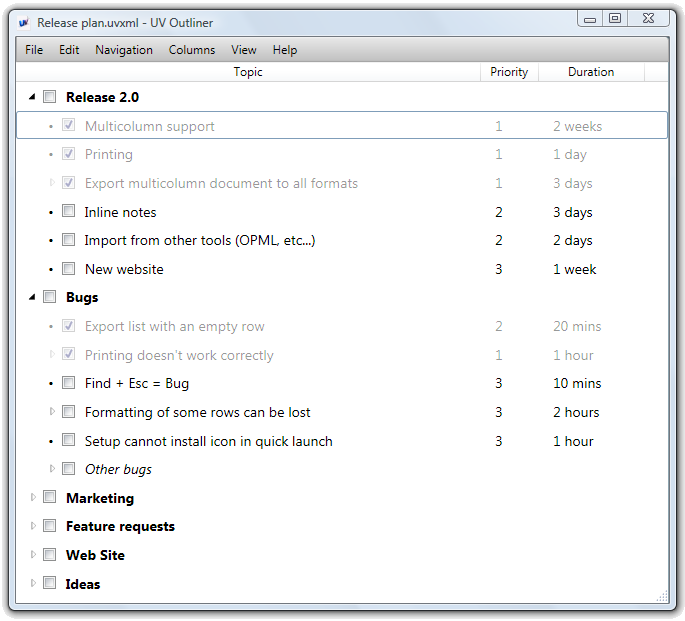 Release plan.uvxml - UV Outliner
File Edit Navigation Columns View Help
Topic Priority Duration
Release 2.0
Multicolumn support 1 2 weeks
Printing 1 1 day
Export multicolumn document to all formats 1 3 days
Inline notes 2 3 days
Import from other tools (OPML, etc...) 2 2 days
New website 3 1 week
Bugs
Export list with an empty row 2 20 mins
Printing doesn't work correctly 1 1 hour
Find + Esc = Bug 3 10 mins
Formatting of some rows can be lost 3 2 hours
Setup cannot install icon in quick launch 3 1 hour
Other bugs
Marketing
Feature requests
Web Site
Ideas